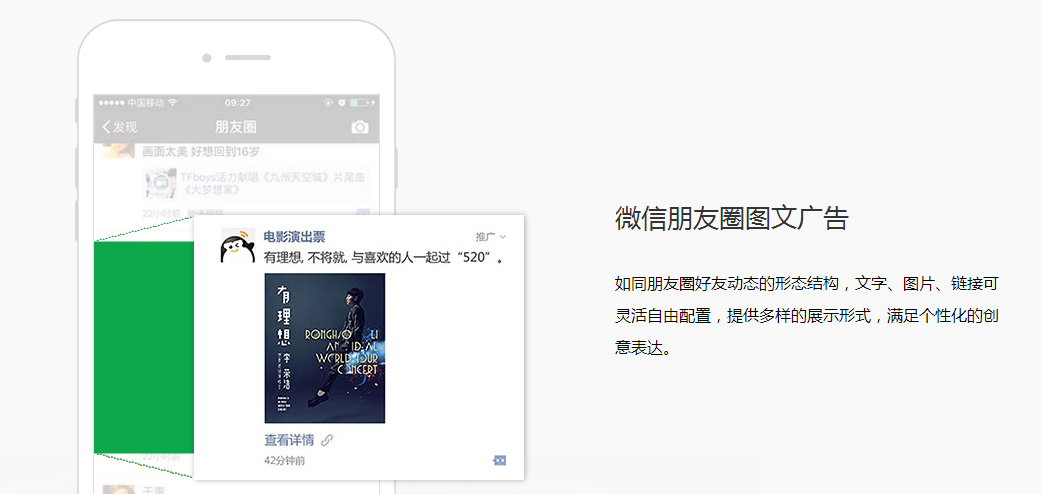 中国移动
09:27
发现
朋友圈
画面太美 好想回到16岁
TFboys活力献唱《九州天空城》片尾曲
《大梦想家》
22小时前
电影演出票
推广
有理想, 不将就, 与喜欢的人一起过“520”。
有理想
李荣浩
RONGHAO LI
AN IDEAL
WORLD TOUR
CONCERT
查看详情
42分钟前
22小时前
微信朋友圈图文广告
如同朋友圈好友动态的形态结构，文字、图片、链接可
灵活自由配置，提供多样的展示形式，满足个性化的创
意表达。